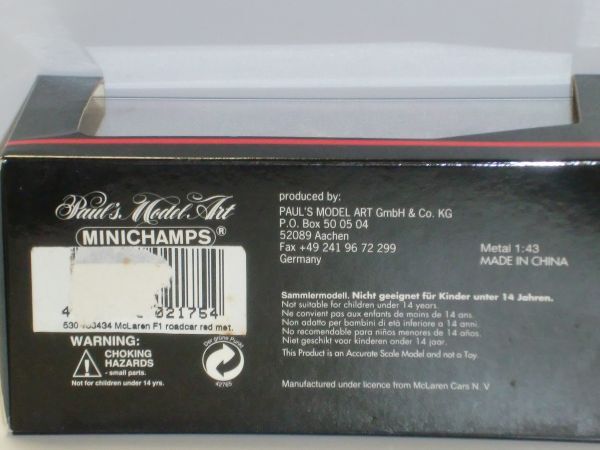 Paul's Model Art
MINICHAMPS®
4 021754
530 433434 McLaren F1 roadcar red met.
WARNING:
CHOKING
HAZARDS
- small parts.
Not for children under 14 yrs.
Der grüne Punkt
42765
produced by:
PAUL'S MODEL ART GmbH & Co. KG
P.O. Box 50 05 04
52089 Aachen
Fax +49 241 96 72 299
Germany
Metal 1:43
MADE IN CHINA
Sammlermodell. Nicht geeignet für Kinder unter 14 Jahren.
Not suitable for children under 14 years.
Ne convient pas aux enfants de moins de 14 ans.
Non adatto per bambini di età inferiore a 14 anni.
No recomendable para niños menores de 14 años.
Niet geschikt voor kinderen onder 14 jaar.
This Product is an Accurate Scale Model and not a Toy.
Manufactured under licence from McLaren Cars N. V